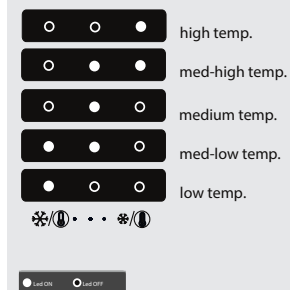 high temp.
med-high temp.
medium temp.
med-low temp.
low temp.
Led ON Led OFF